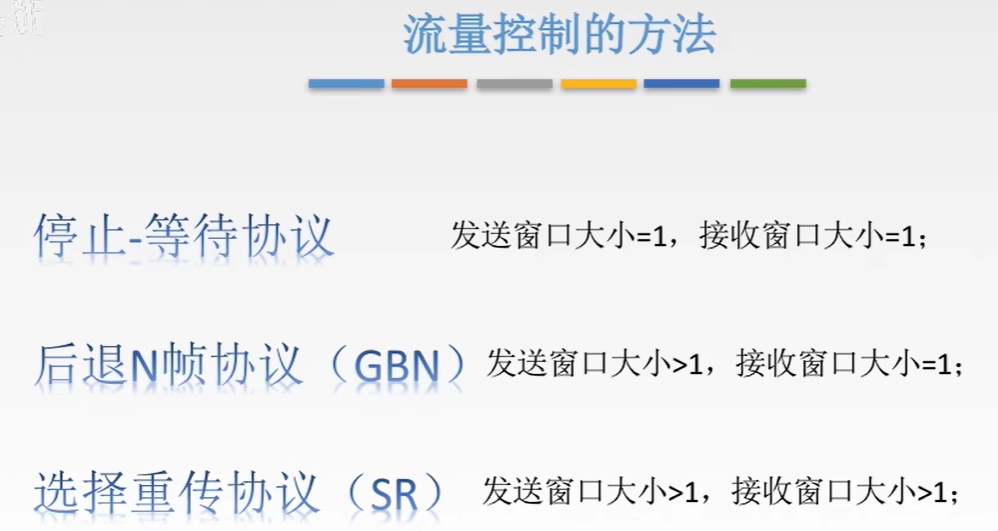 流量控制的方法
停止-等待协议 发送窗口大小=1，接收窗口大小=1；
后退N帧协议（GBN）发送窗口大小>1，接收窗口大小=1；
选择重传协议（SR） 发送窗口大小>1，接收窗口大小>1；